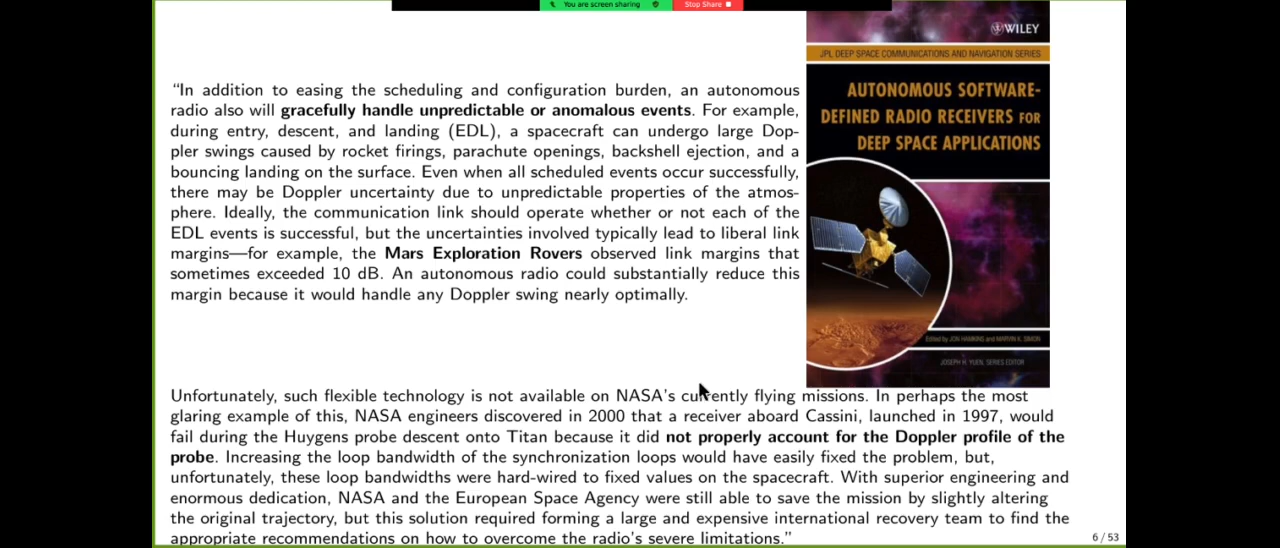 You are screen sharing
Stop Share
WILEY
JPL DEEP SPACE COMMUNICATIONS AND NAVIGATION SERIES
AUTONOMOUS SOFTWARE-
DEFINED RADIO RECEIVERS FOR
DEEP SPACE APPLICATIONS
Edited by JON HAMKINS and MARVIN K. SIMON
JOSEPH H. YUEN, SERIES EDITOR
“In addition to easing the scheduling and configuration burden, an autonomous
radio also will gracefully handle unpredictable or anomalous events. For example,
during entry, descent, and landing (EDL), a spacecraft can undergo large Dop-
pler swings caused by rocket firings, parachute openings, backshell ejection, and a
bouncing landing on the surface. Even when all scheduled events occur successfully,
there may be Doppler uncertainty due to unpredictable properties of the atmos-
phere. Ideally, the communication link should operate whether or not each of the
EDL events is successful, but the uncertainties involved typically lead to liberal link
margins—for example, the Mars Exploration Rovers observed link margins that
sometimes exceeded 10 dB. An autonomous radio could substantially reduce this
margin because it would handle any Doppler swing nearly optimally.
Unfortunately, such flexible technology is not available on NASA's currently flying missions. In perhaps the most
glaring example of this, NASA engineers discovered in 2000 that a receiver aboard Cassini, launched in 1997, would
fail during the Huygens probe descent onto Titan because it did not properly account for the Doppler profile of the
probe. Increasing the loop bandwidth of the synchronization loops would have easily fixed the problem, but,
unfortunately, these loop bandwidths were hard-wired to fixed values on the spacecraft. With superior engineering and
enormous dedication, NASA and the European Space Agency were still able to save the mission by slightly altering
the original trajectory, but this solution required forming a large and expensive international recovery team to find the
appropriate recommendations on how to overcome the radio's severe limitations.”
6 / 53